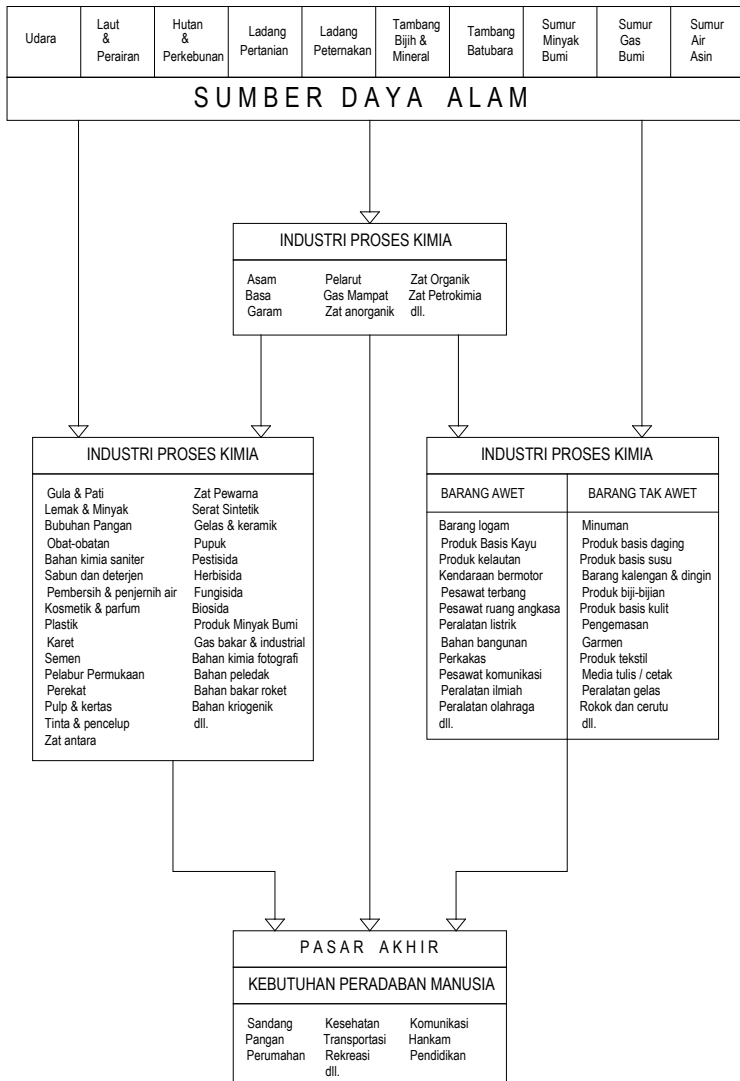 Udara
Laut
&
Perairan
Hutan
&
Perkebunan
Ladang
Pertanian
Ladang
Peternakan
Tambang
Bijih &
Mineral
Tambang
Batubara
Sumur
Minyak
Bumi
Sumur
Gas
Bumi
Sumur
Air
Asin
SUMBER DAYA ALAM
INDUSTRI PROSES KIMIA
Asam Pelarut Zat Organik
Basa Gas Mampat Zat Petrokimia
Garam Zat anorganik dll.
INDUSTRI PROSES KIMIA
Gula & Pati Zat Pewarna
Lemak & Minyak Serat Sintetik
Bubuhan Pangan Gelas & keramik
Obat-obatan Pupuk
Bahan kimia saniter Pestisida
Sabun dan deterjen Herbisida
Pembersih & penjernih air Fungisida
Kosmetik & parfum Biosida
Plastik Produk Minyak Bumi
Karet Gas bakar & industrial
Semen Bahan kimia fotografi
Pelabur Permukaan Bahan peledak
Perekat Bahan bakar roket
Pulp & kertas Bahan kriogenik
Tinta & pencelup dll.
Zat antara
INDUSTRI PROSES KIMIA
BARANG AWET BARANG TAK AWET
Barang logam Minuman
Produk Basis Kayu Produk basis daging
Produk kelautan Produk basis susu
Kendaraan bermotor Barang kalengan & dingin
Pesawat terbang Produk biji-bijian
Pesawat ruang angkasa Produk basis kulit
Peralatan listrik Pengemasan
Bahan bangunan Garmen
Perkakas Produk tekstil
Pesawat komunikasi Media tulis / cetak
Peralatan ilmiah Peralatan gelas
Peralatan olahraga Rokok dan cerutu
dll. dll.
PASAR AKHIR
KEBUTUHAN PERADABAN MANUSIA
Sandang Kesehatan Komunikasi
Pangan Transportasi Hankam
Perumahan Rekreasi Pendidikan
dll.